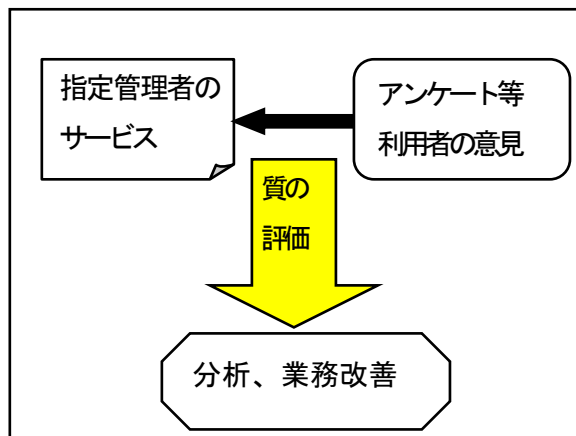 指定管理者の
サービス
アンケート等
利用者の意見
質の
評価
分析、業務改善